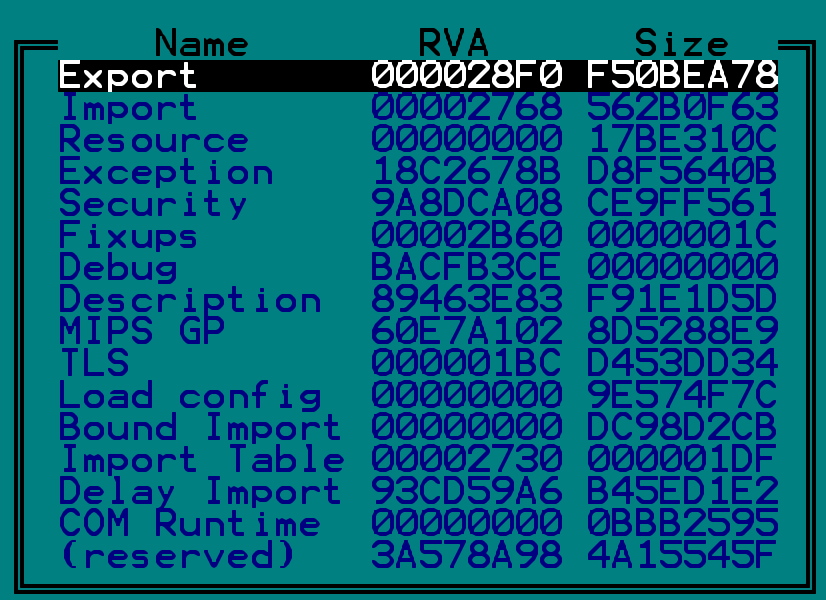 Name RVA Size
Export 000028F0 F50BEA78
Import 00002768 562B0F63
Resource 00000000 17BE310C
Exception 18C2678B D8F5640B
Security 9A8DCA08 CE9FF561
Fixups 00002B60 0000001C
Debug BACFB3CE 00000000
Description 89463E83 F91E1D5D
MIPS GP 60E7A102 8D5288E9
TLS 000001BC D453DD34
Load config 00000000 9E574F7C
Bound Import 00000000 DC98D2CB
Import Table 00002730 000001DF
Delay Import 93CD59A6 B45ED1E2
COM Runtime 00000000 0BBB2595
(reserved) 3A578A98 4A15545F